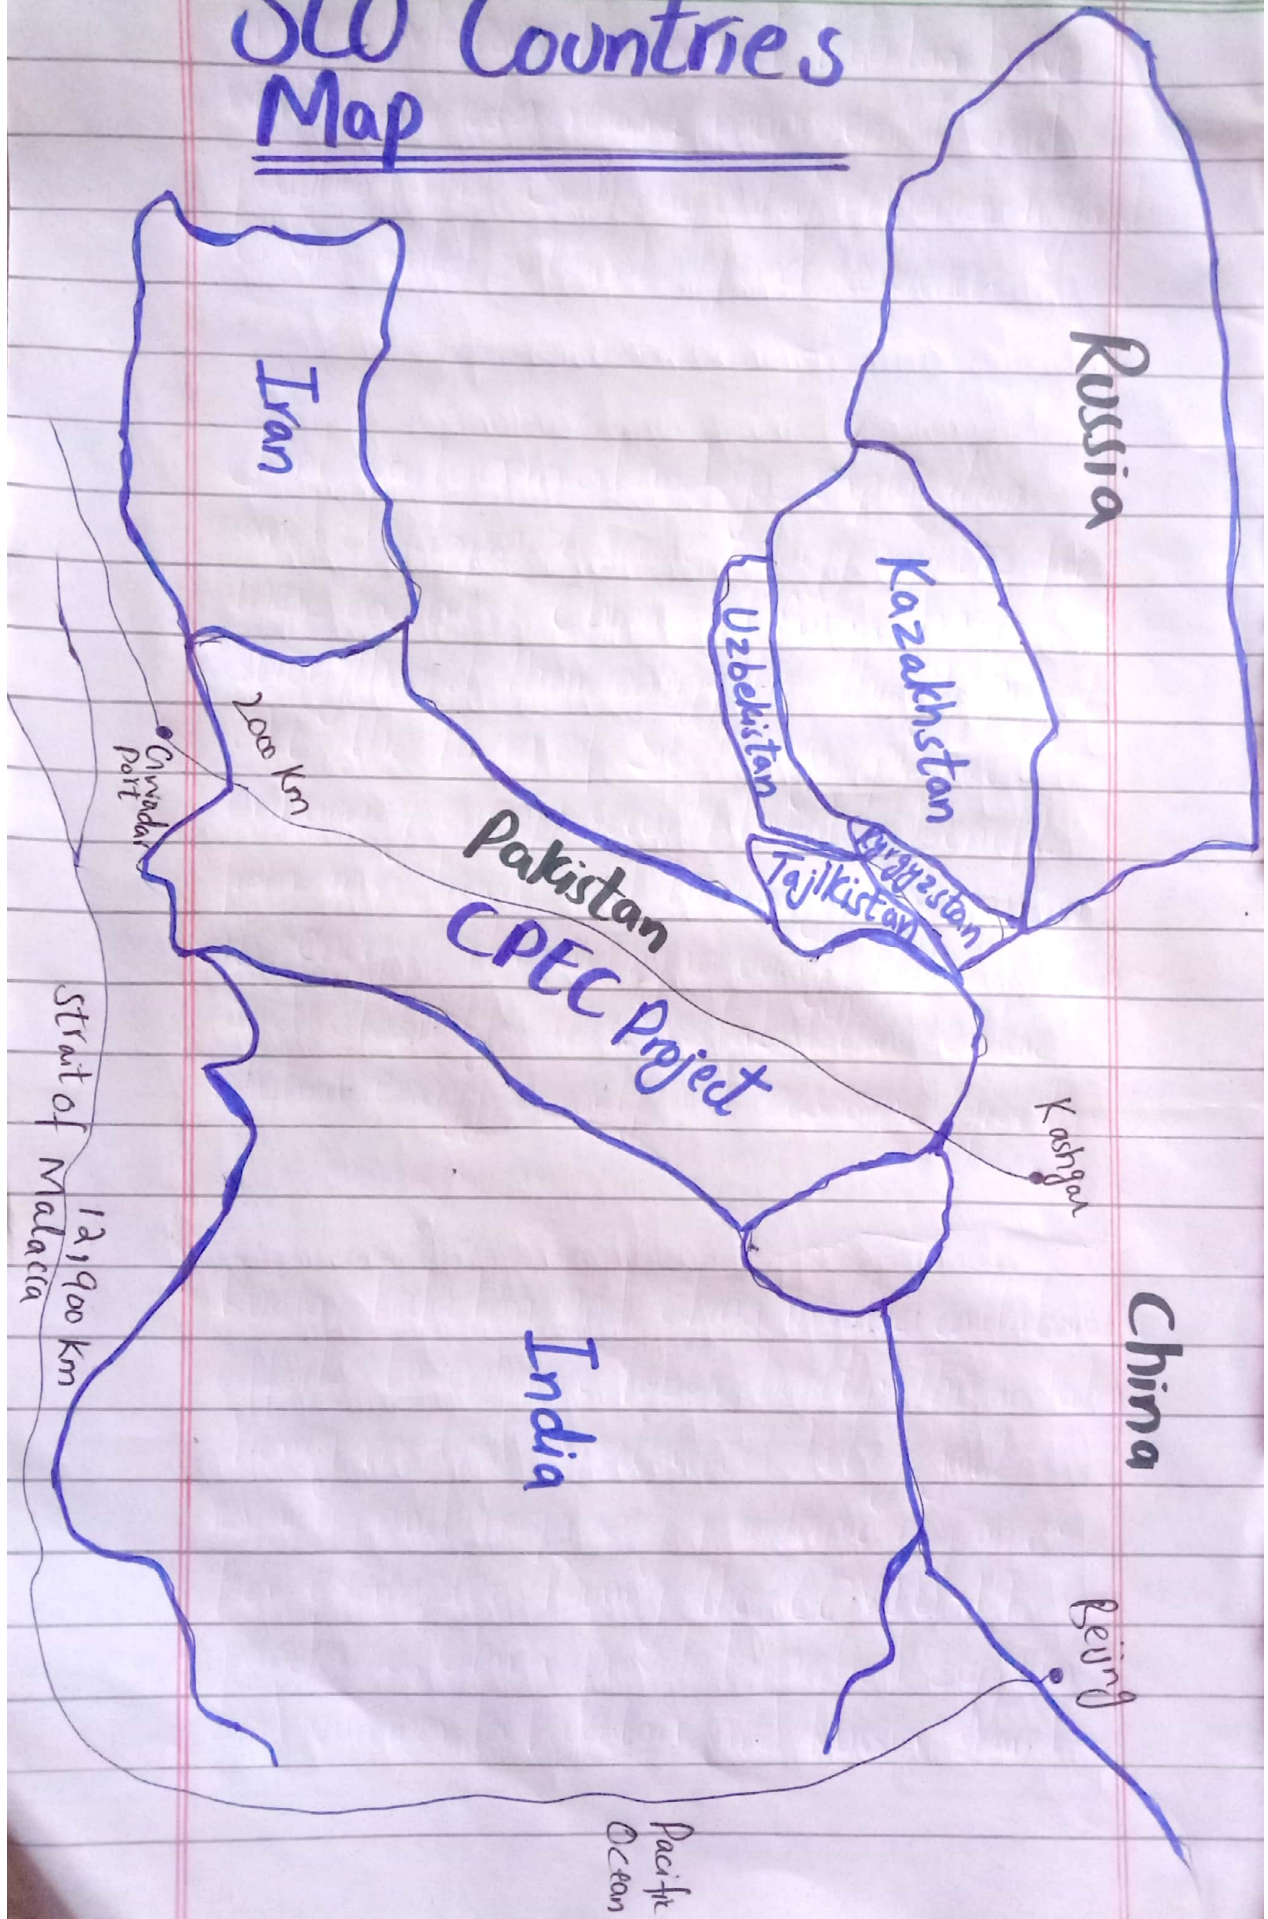 SCO Countries
Map
Russia
Kazakhstan
Uzbekistan
Kyrgyzstan
Tajikistan
Iran
China
Kashgar
Beijing
Pakistan
CPEC Project
2000 Km
Gwadar
Port
India
Strait of Malacca
12,900 Km
Pacific
Ocean